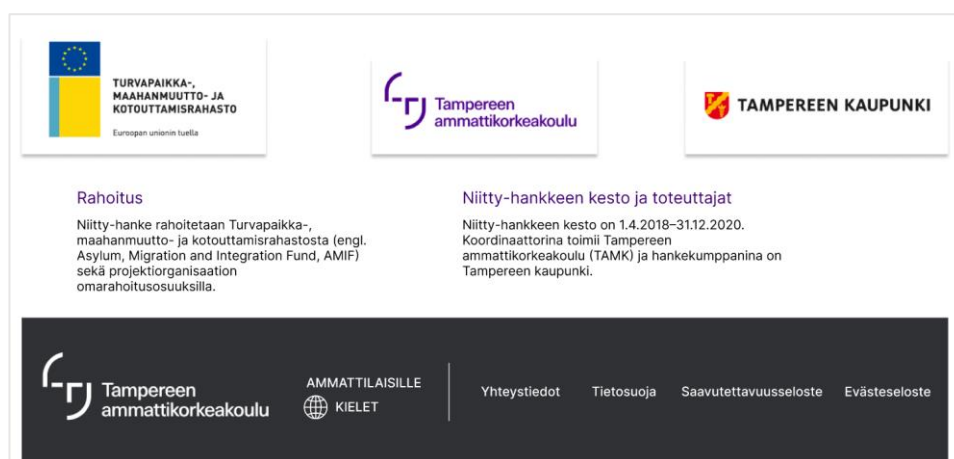 TURVAPAIKKA-,
MAAHANMUUTTO- JA
KOTOUTTAMISRAHASTO
Euroopan unionin tuella
Tampereen
ammattikorkeakoulu
TAMPEREEN KAUPUNKI
Rahoitus
Niitty-hanke rahoitetaan Turvapaikka-,
maahanmuutto- ja kotouttamisrahastosta (engl.
Asylum, Migration and Integration Fund, AMIF)
sekä projektiorganisaation
omarahoitusosuuksilla.
Niitty-hankkeen kesto ja toteuttajat
Niitty-hankkeen kesto on 1.4.2018–31.12.2020.
Koordinaattorina toimii Tampereen
ammattikorkeakoulu (TAMK) ja hankekumppanina on
Tampereen kaupunki.
Tampereen
ammattikorkeakoulu
AMMATTILAISILLE
KIELET
Yhteystiedot Tietosuoja Saavutettavuusseloste Evästeseloste